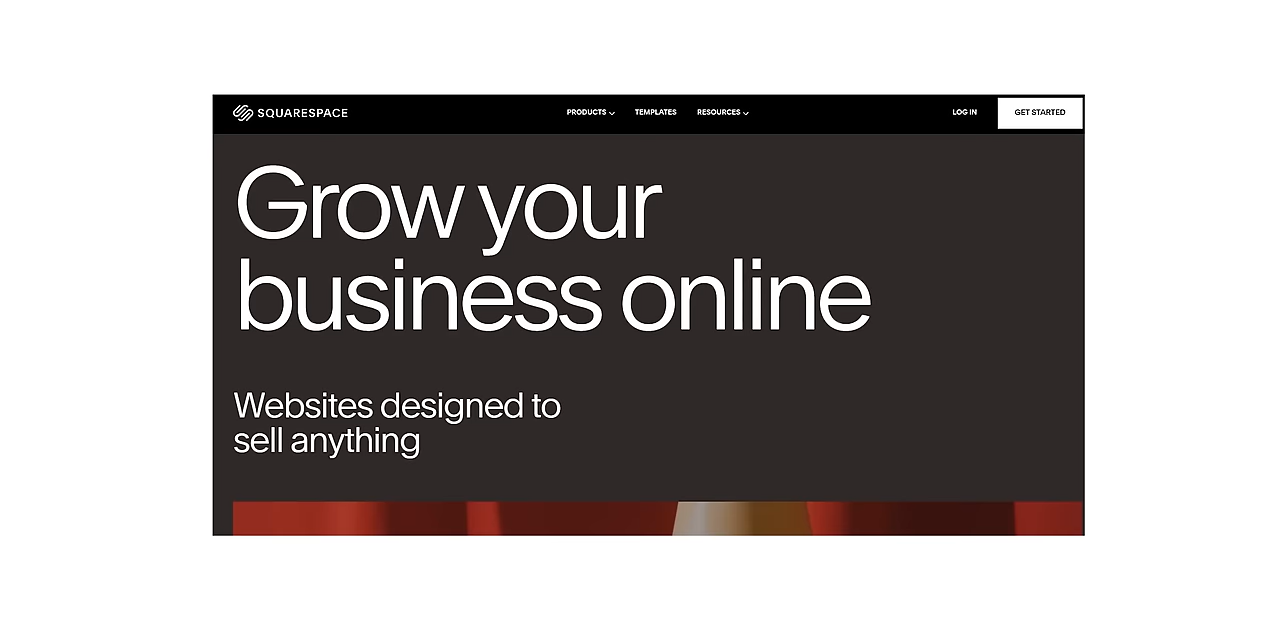 SQUARESPACE
PRODUCTS
TEMPLATES
RESOURCES
LOG IN
GET STARTED
Grow your
business online
Websites designed to
sell anything